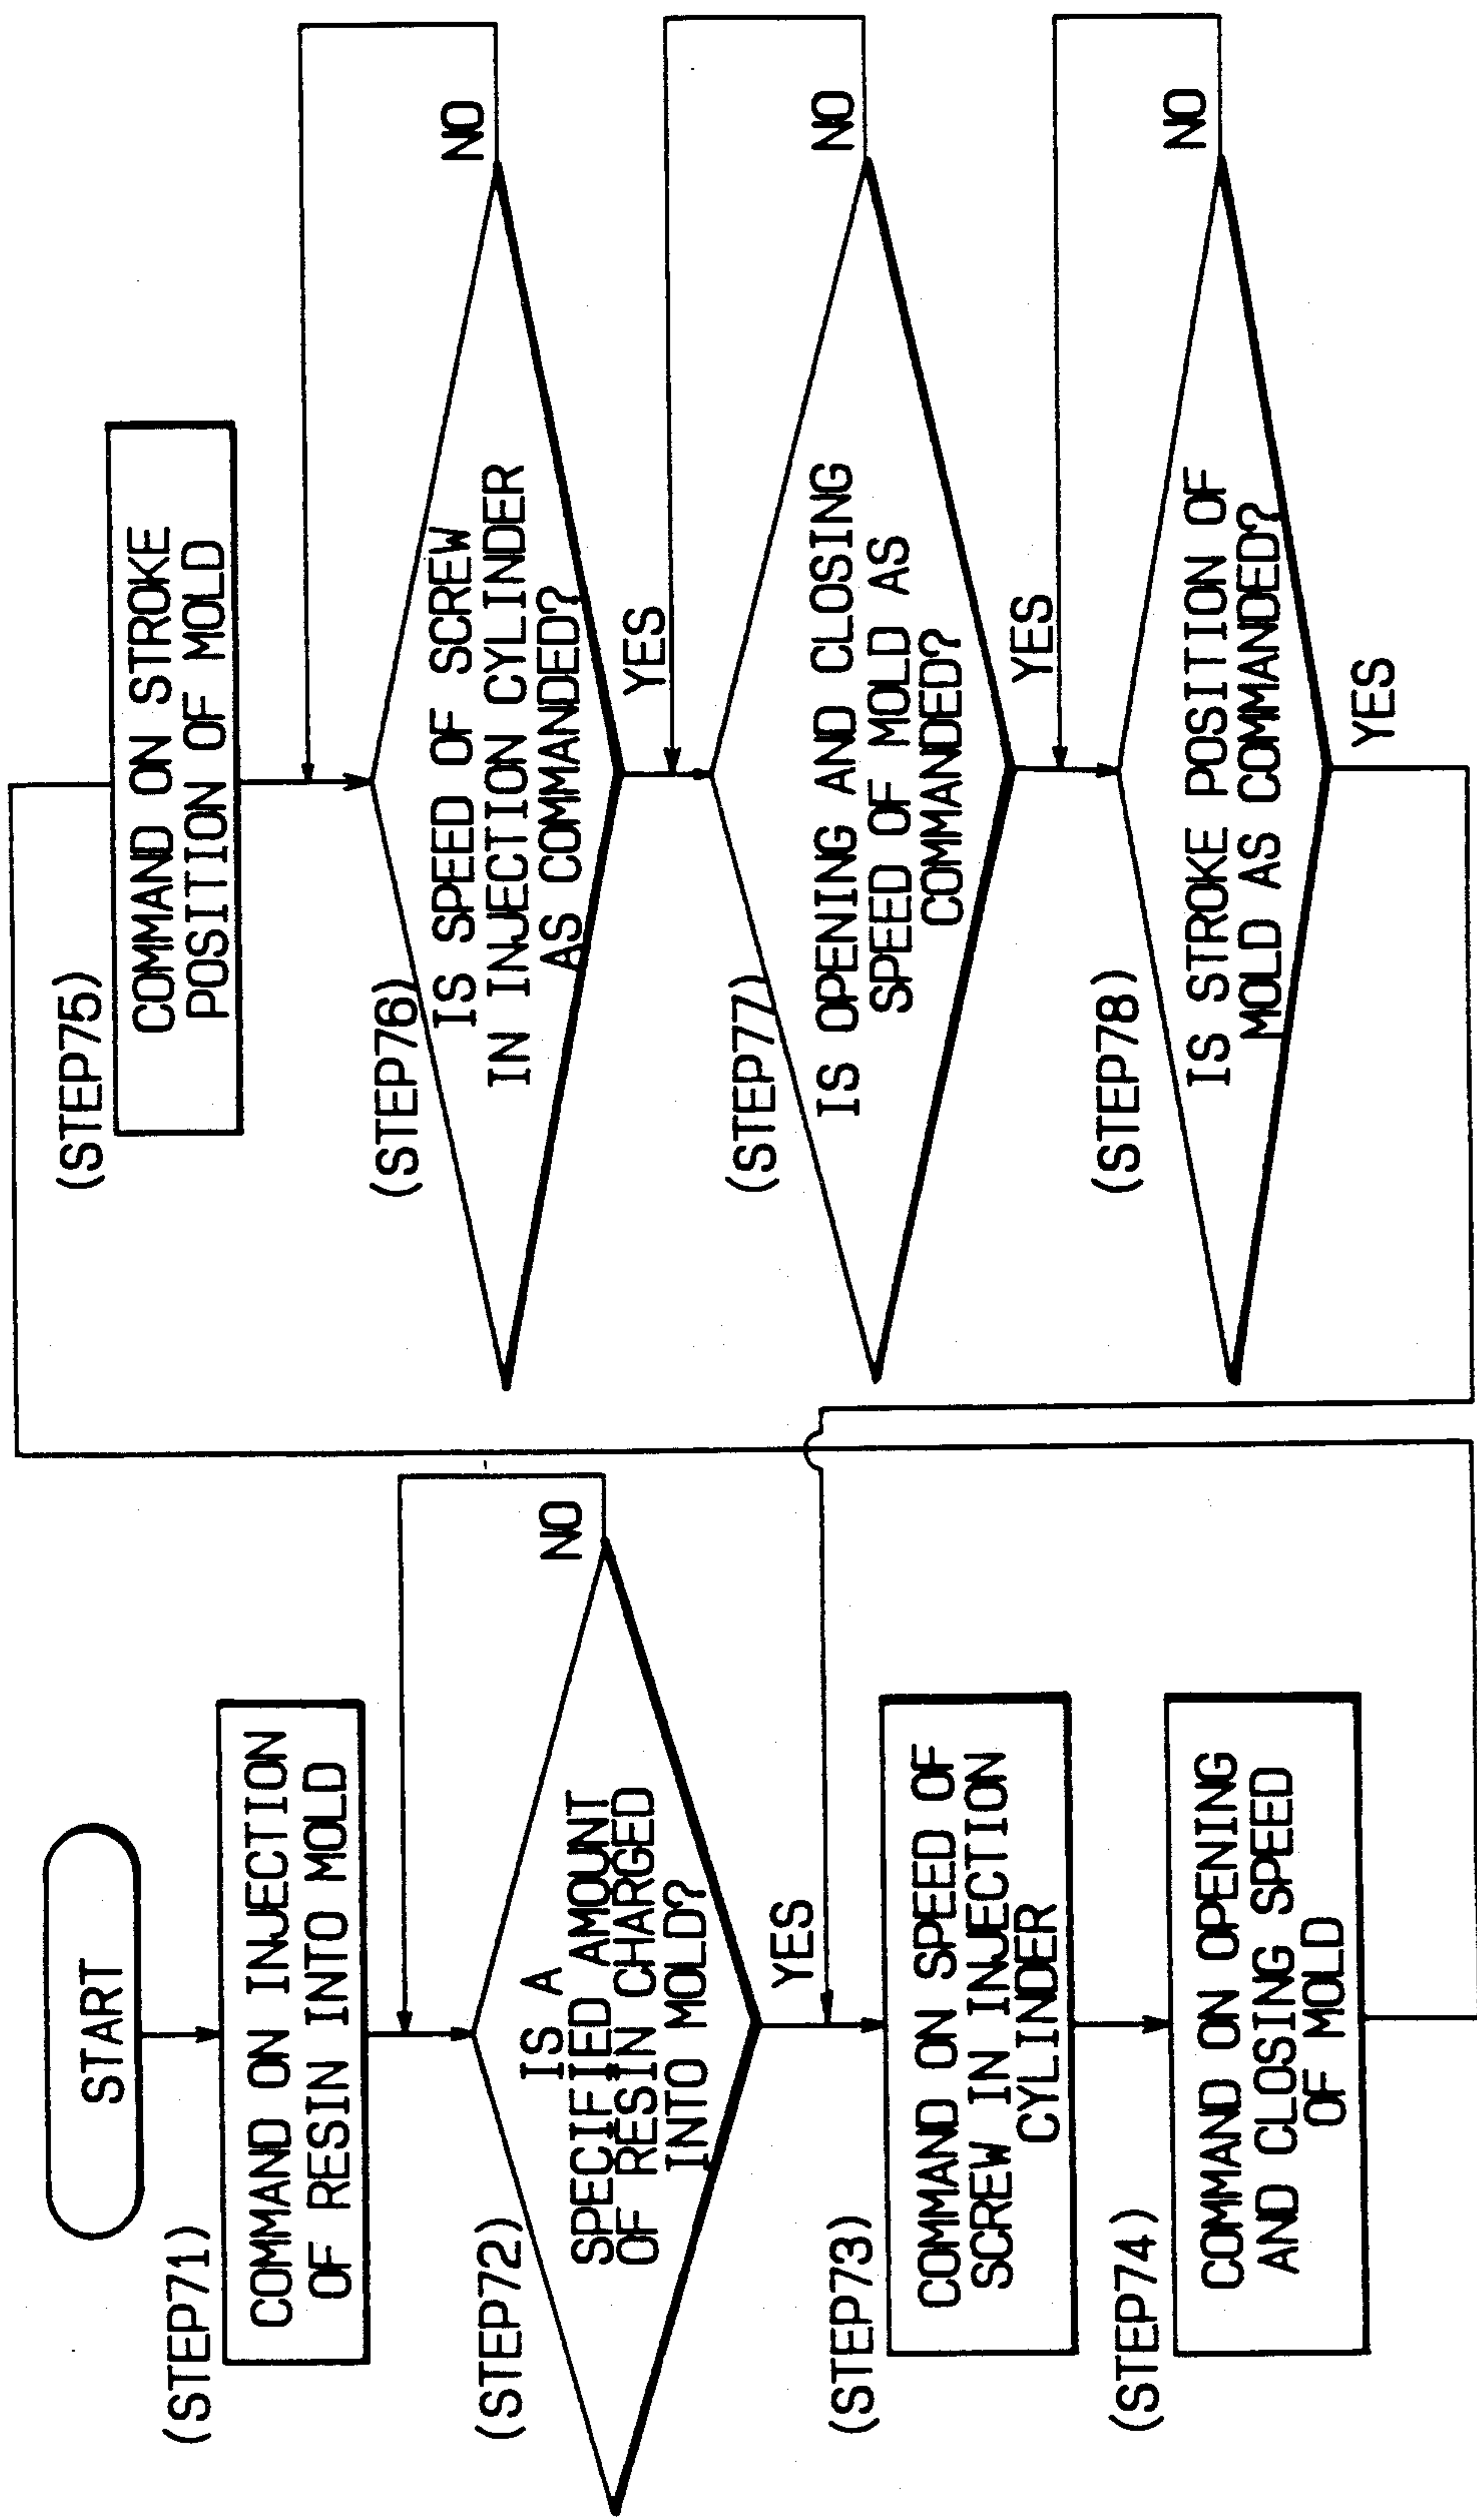 START
(STEP71)
COMMAND ON INJECTION
OF RESIN INTO MOLD
(STEP72)
IS A
SPECIFIED AMOUNT
OF RESIN CHARGED
INTO MOLD?
NO
YES
(STEP73)
COMMAND ON SPEED OF
SCREW IN INJECTION
CYLINDER
(STEP74)
COMMAND ON OPENING
AND CLOSING SPEED
OF MOLD
(STEP75)
COMMAND ON STROKE
POSITION OF MOLD
(STEP76)
IS SPEED OF SCREW
IN INJECTION CYLINDER
AS COMMANDED?
NO
YES
(STEP77)
IS OPENING AND CLOSING
SPEED OF MOLD AS
COMMANDED?
NO
YES
(STEP78)
IS STROKE POSITION OF
MOLD AS COMMANDED?
NO
YES